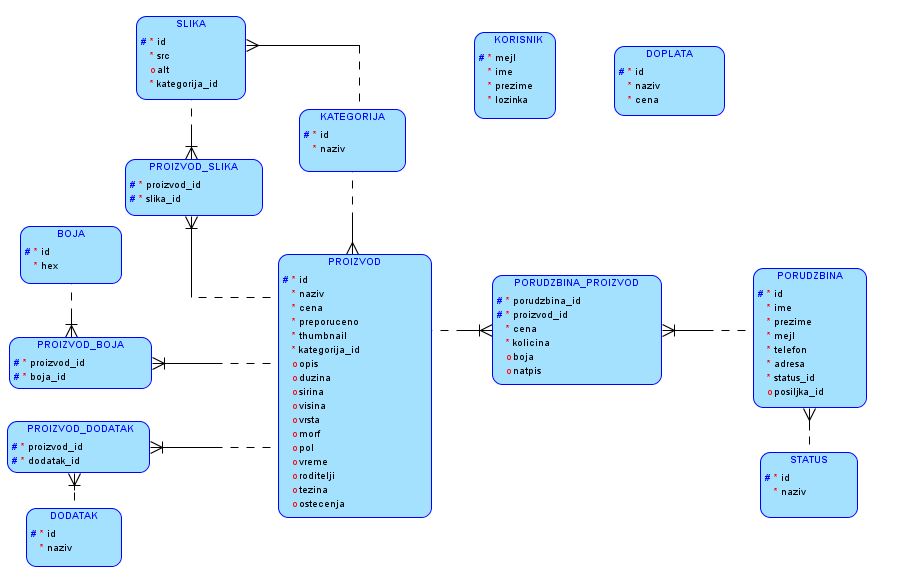 SLIKA
# * id
* src
o alt
* kategorija_id
KORISNIK
# * mejl
* ime
* prezime
* lozinka
DOPLATA
# * id
* naziv
* cena
KATEGORIJA
# * id
* naziv
PROIZVOD_SLIKA
# * proizvod_id
# * slika_id
BOJA
# * id
* hex
PROIZVOD
# * id
* naziv
* cena
* preporuceno
* thumbnail
* kategorija_id
o opis
o duzina
o sirina
o visina
o vrsta
o morf
o pol
o vreme
o roditelji
o tezina
o ostecenja
PORUDZBINA_PROIZVOD
# * porudzbina_id
# * proizvod_id
* cena
* kolicina
o boja
o natpis
PORUDZBINA
# * id
* ime
* prezime
* mejl
* telefon
* adresa
* status_id
o posiljka_id
PROIZVOD_BOJA
# * proizvod_id
# * boja_id
PROIZVOD_DODATAK
# * proizvod_id
# * dodatak_id
STATUS
# * id
* naziv
DODATAK
# * id
* naziv